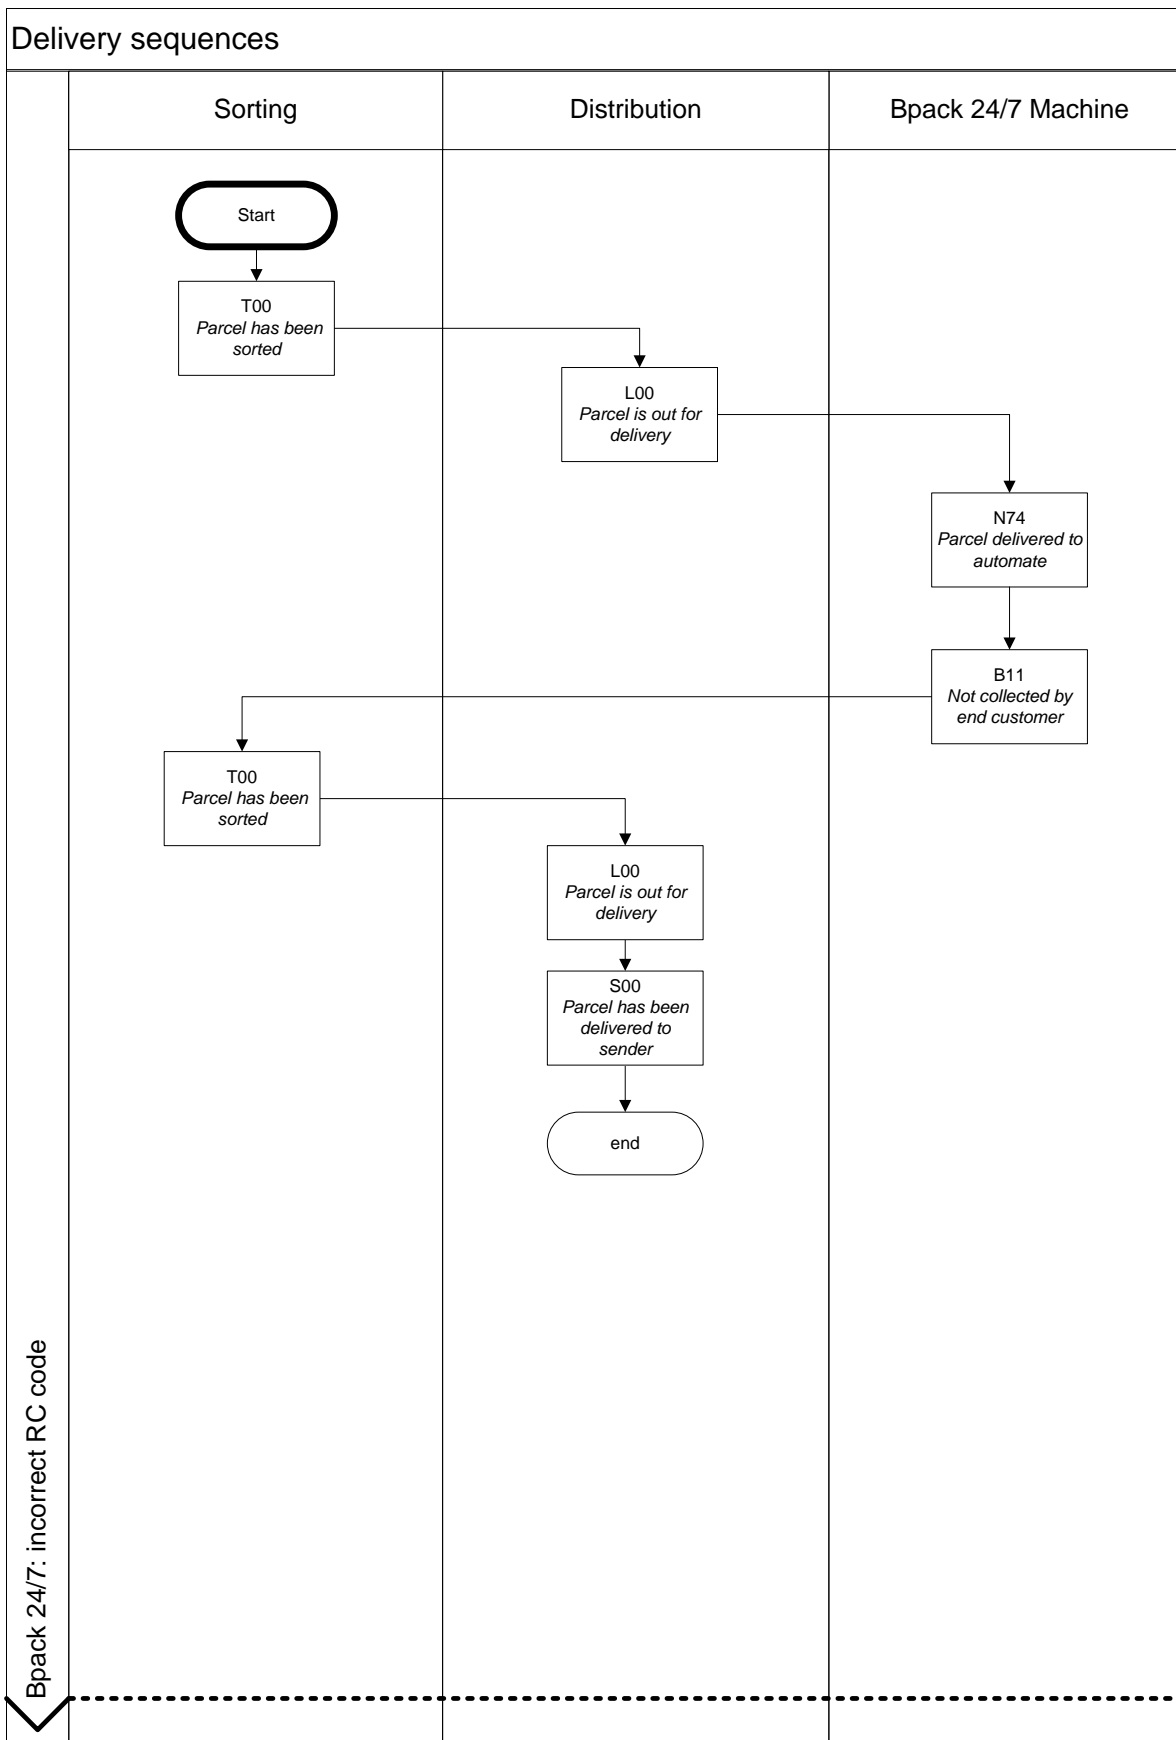 Delivery sequences
Sorting
Distribution
Bpack 24/7 Machine
Start
T00
Parcel has been
sorted
L00
Parcel is out for
delivery
N74
Parcel delivered to
automate
B11
Not collected by
end customer
T00
Parcel has been
sorted
L00
Parcel is out for
delivery
S00
Parcel has been
delivered to
sender
end
Bpack 24/7: incorrect RC code